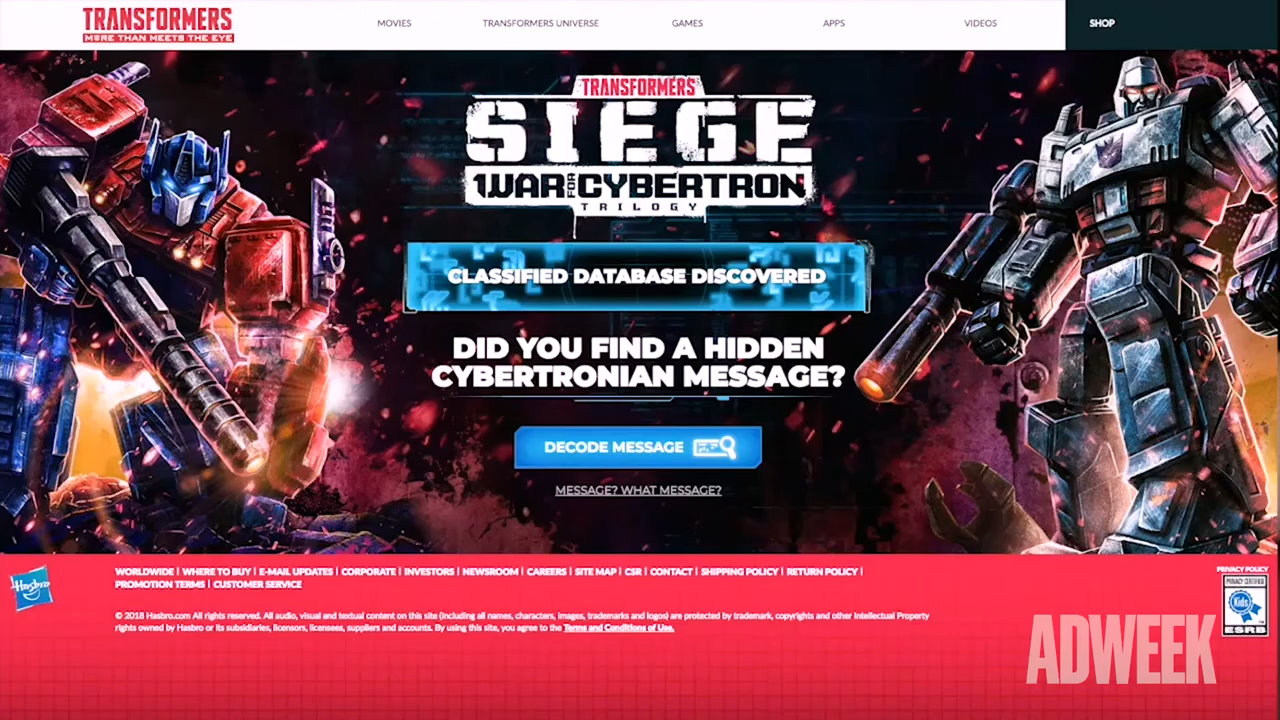 TRANSFORMERS
MORE THAN MEETS THE EYE
MOVIES
TRANSFORMERS UNIVERSE
GAMES
APPS
VIDEOS
SHOP
TRANSFORMERS
SIEGE
WAR FOR CYBERTRON
TRILOGY
CLASSIFIED DATABASE DISCOVERED
DID YOU FIND A HIDDEN
CYBERTRONIAN MESSAGE?
DECODE MESSAGE
MESSAGE? WHAT MESSAGE?
Hasbro
WORLDWIDE | WHERE TO BUY | E-MAIL UPDATES | CORPORATE | INVESTORS | NEWSROOM | CAREERS | SITE MAP | CSR | CONTACT | SHIPPING POLICY | RETURN POLICY |
PROMOTION TERMS | CUSTOMER SERVICE
© 2018 Hasbro.com All rights reserved. All audio, visual and textual content on this site (including all names, characters, images, trademarks and logos) are protected by trademark, copyrights and other Intellectual Property
rights owned by Hasbro or its subsidiaries, licensors, licensees, suppliers and accounts. By using this site, you agree to the Terms and Conditions of Use.
PRIVACY POLICY
PRIVACY CERTIFIED
Kids
ESRB
ADWEEK